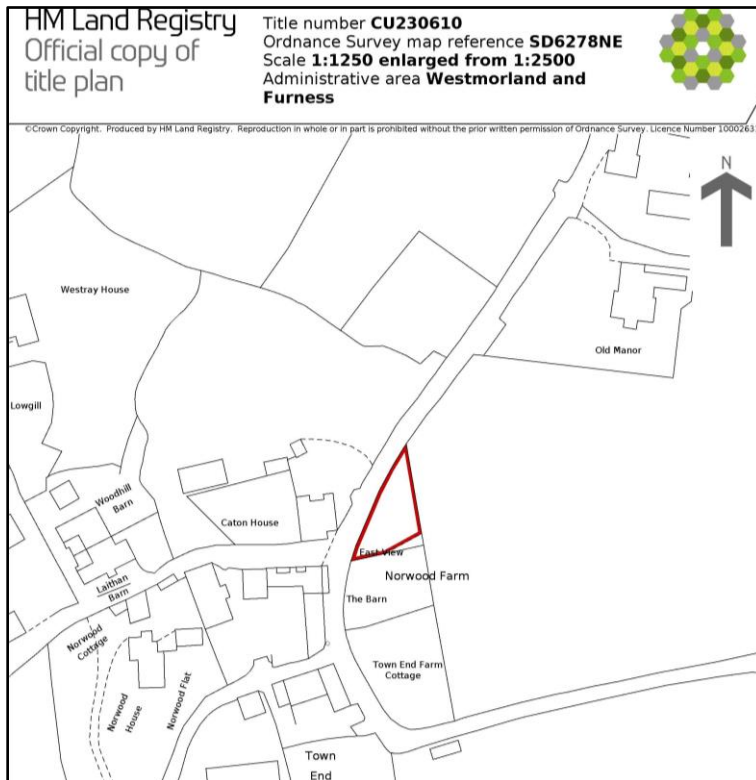 HM Land Registry
Official copy of
title plan
Title number CU230610
Ordnance Survey map reference SD6278NE
Scale 1:1250 enlarged from 1:2500
Administrative area Westmorland and
Furness
©Crown Copyright. Produced by HM Land Registry. Reproduction in whole or in part is prohibited without the prior written permission of Ordnance Survey. Licence Number 10002631
N
Westray House
Old Manor
Lowgill
Woodhill
Barn
Caton House
East View
Norwood Farm
Laithan
Barn
The Barn
Norwood
Cottage
Town End Farm
Cottage
Norwood
House
Norwood Flat
Town
End